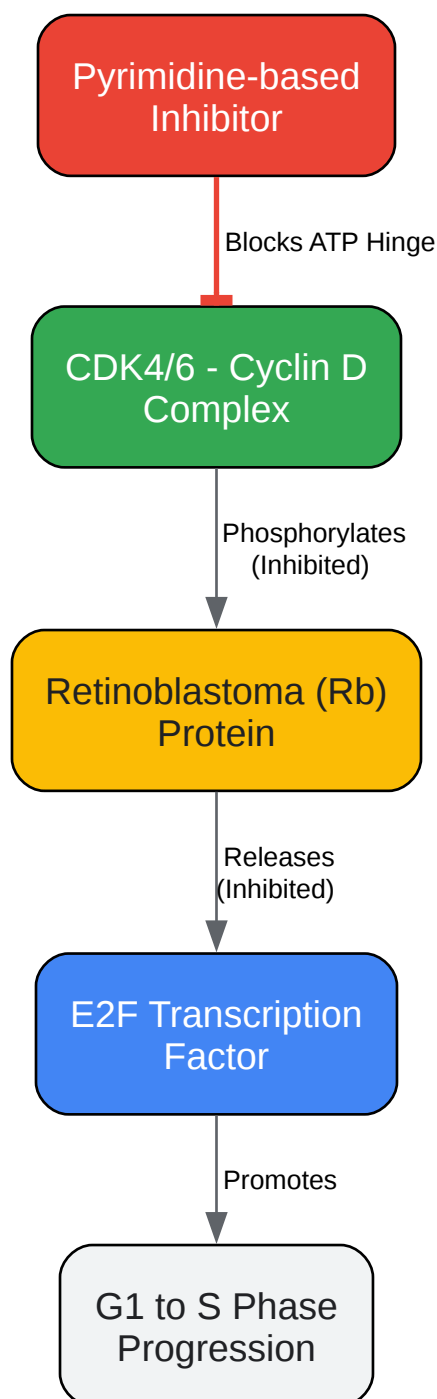 Pyrimidine-based
Inhibitor
Blocks ATP Hinge
CDK4/6 - Cyclin D
Complex
Phosphorylates
(Inhibited)
Retinoblastoma (Rb)
Protein
Releases
(Inhibited)
E2F Transcription
Factor
Promotes
G1 to S Phase
Progression